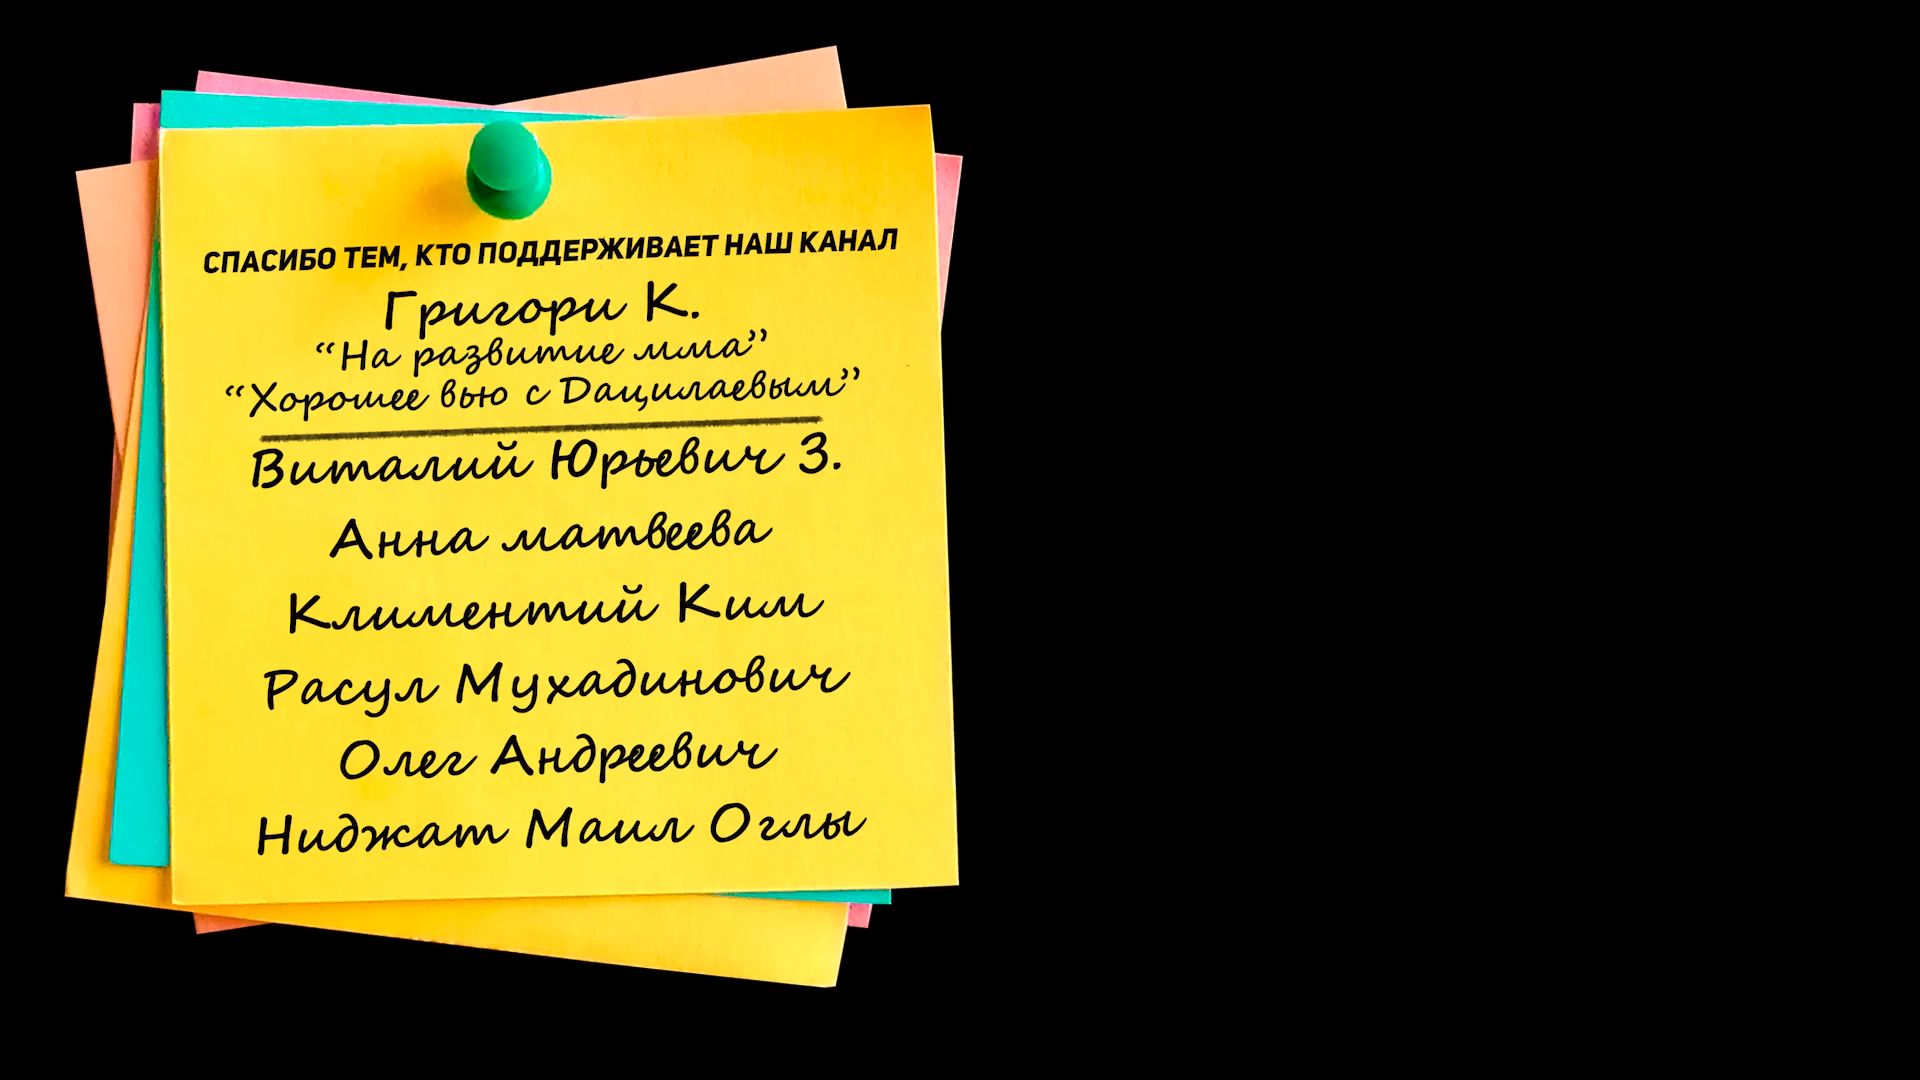 СПАСИБО ТЕМ, КТО ПОДДЕРЖИВАЕТ НАШ КАНАЛ
Григори К.
“На развитие мма”
“Хорошее вью с Дацилаевым”
Виталий Юрьевич З.
Анна матвеева
Климентий Ким
Расул Мухадинович
Олег Андреевич
Ниджат Маил Оглы